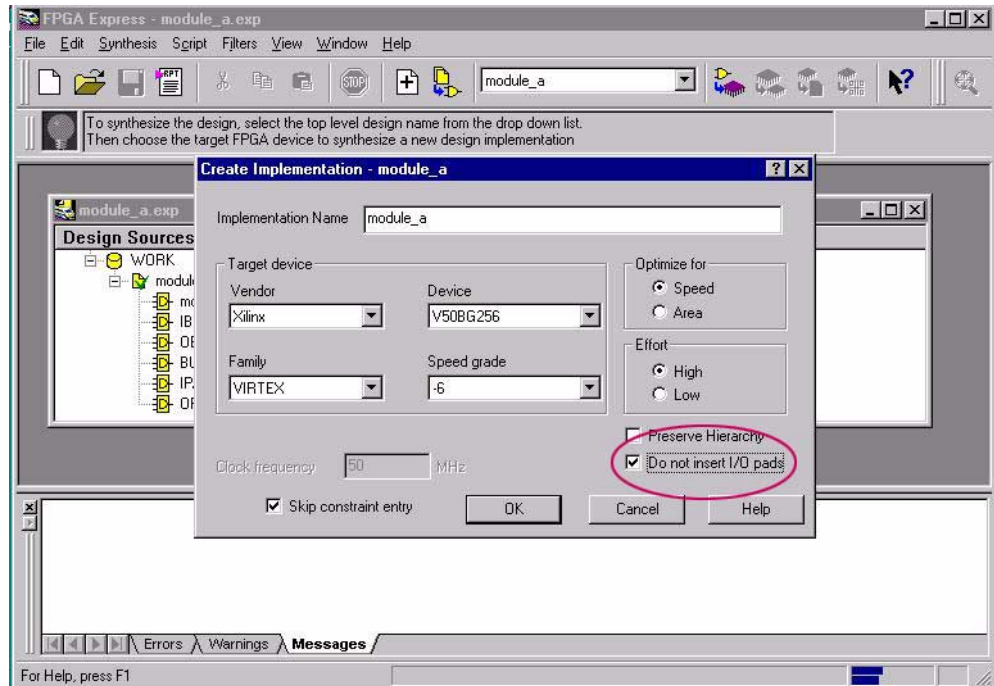 FPGA Express - module_a.exp
File Edit Synthesis Script Filters View Window Help
RPT
STOP
module_a
To synthesize the design, select the top level design name from the drop down list.
Then choose the target FPGA device to synthesize a new design implementation
Create Implementation - module_a
module_a.exp
Design Sources
WORK
Implementation Name module_a
Target device
Vendor
Xilinx
Device
V50BG256
Family
VIRTEX
Speed grade
-6
Optimize for
Speed
Area
Effort
High
Low
Preserve Hierarchy
Do not insert I/O pads
Clock frequency 50 MHz
Skip constraint entry
OK
Cancel
Help
Errors
Warnings
Messages
For Help, press F1